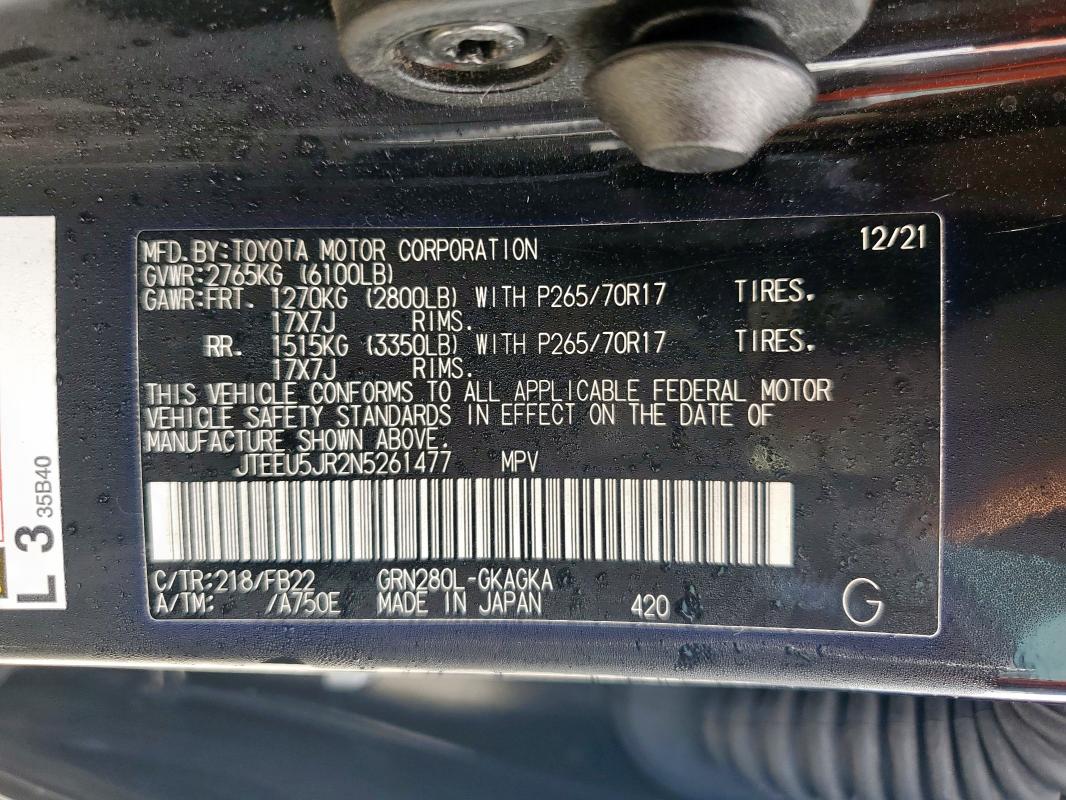 MFD. BY: TOYOTA MOTOR CORPORATION 12/21
GVWR: 2765KG (6100LB)
GAWR: FRT. 1270KG (2800LB) WITH P265/70R17 TIRES.
17X7J RIMS.
RR. 1515KG (3350LB) WITH P265/70R17 TIRES.
17X7J RIMS.
THIS VEHICLE CONFORMS TO ALL APPLICABLE FEDERAL MOTOR
VEHICLE SAFETY STANDARDS IN EFFECT ON THE DATE OF
MANUFACTURE SHOWN ABOVE.
JTEEU5JR2N5261477 MPV
C/TR: 218/FB22 GRN280L-GKAGKA
A/TM: /A750E MADE IN JAPAN 420 G
L3
35B40